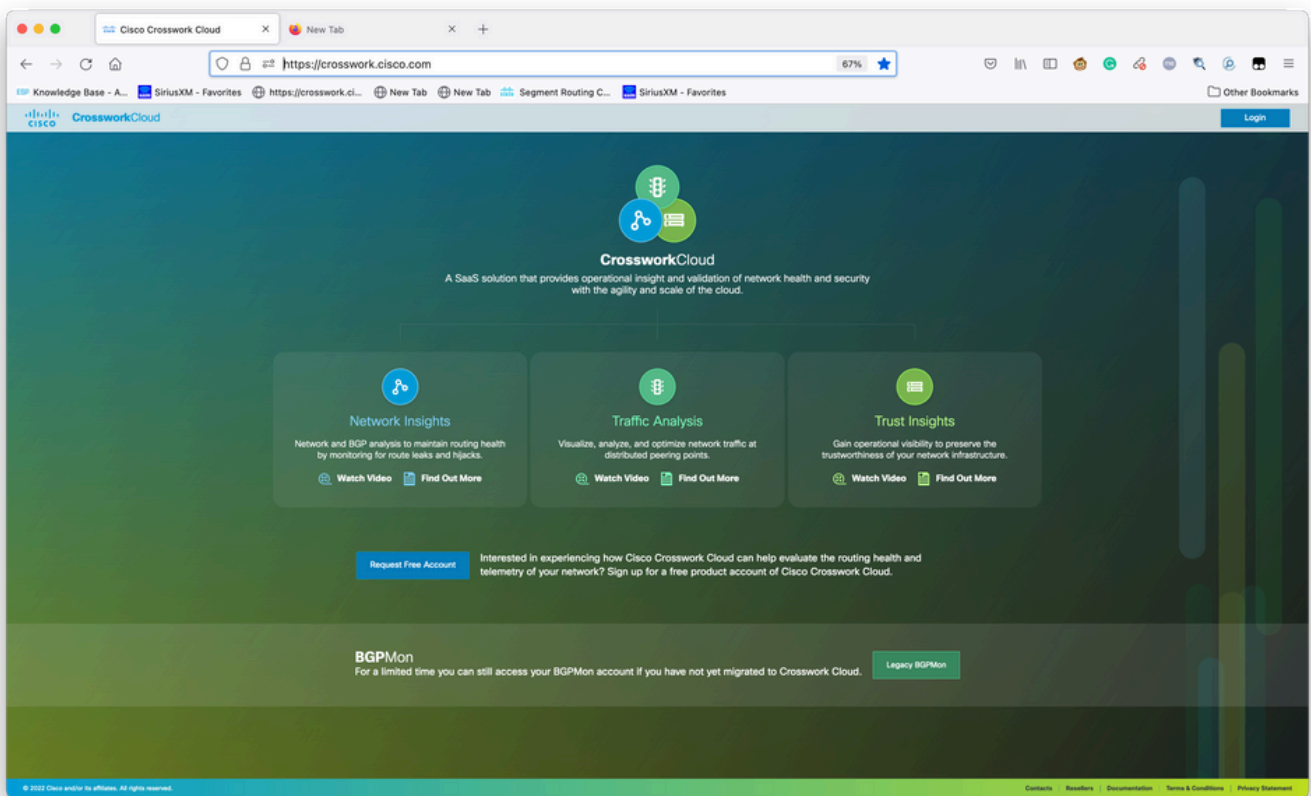 Cisco Crosswork Cloud
New Tab
https://crosswork.cisco.com
67%
Knowledge Base - A...
SiriusXM - Favorites
https://crosswork.ci...
New Tab
New Tab
Segment Routing C...
SiriusXM - Favorites
Other Bookmarks
CISCO CrossworkCloud
Login
CrossworkCloud
A SaaS solution that provides operational insight and validation of network health and security
with the agility and scale of the cloud.
Network Insights
Network and BGP analysis to maintain routing health
by monitoring for route leaks and hijacks.
Watch Video Find Out More
Traffic Analysis
Visualize, analyze, and optimize network traffic at
distributed peering points.
Watch Video Find Out More
Trust Insights
Gain operational visibility to preserve the
trustworthiness of your network infrastructure.
Watch Video Find Out More
Request Free Account
Interested in experiencing how Cisco Crosswork Cloud can help evaluate the routing health and
telemetry of your network? Sign up for a free product account of Cisco Crosswork Cloud.
BGPMon
For a limited time you can still access your BGPMon account if you have not yet migrated to Crosswork Cloud.
Legacy BGPMon
© 2022 Cisco and/or its affiliates. All rights reserved.
Contacts | Resellers | Documentation | Terms & Conditions | Privacy Statement